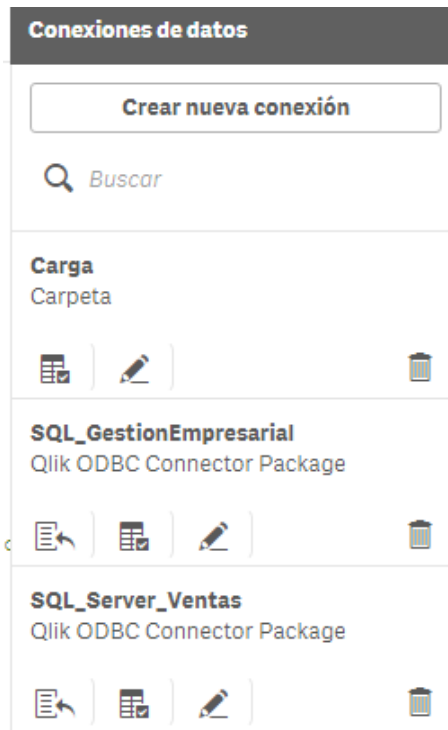 Conexiones de datos
Crear nueva conexión
Buscar
Carga
Carpeta
SQL_GestionEmpresarial
Qlik ODBC Connector Package
SQL_Server_Ventas
Qlik ODBC Connector Package